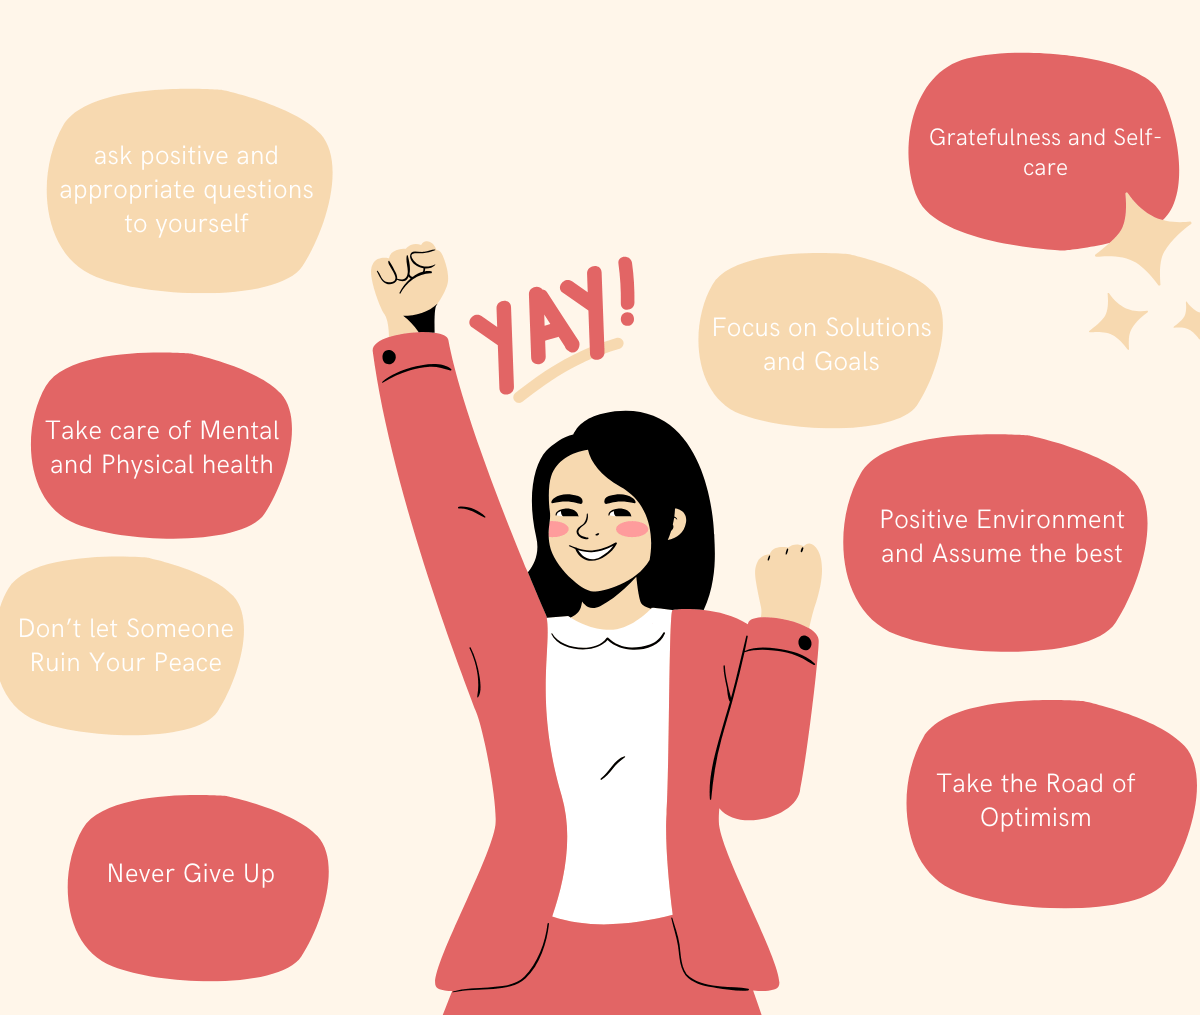 ask positive and
appropriate questions
to yourself
Gratefulness and Self-
care
YAY!
Focus on Solutions
and Goals
Take care of Mental
and Physical health
Positive Environment
and Assume the best
Don’t let Someone
Ruin Your Peace
Take the Road of
Optimism
Never Give Up